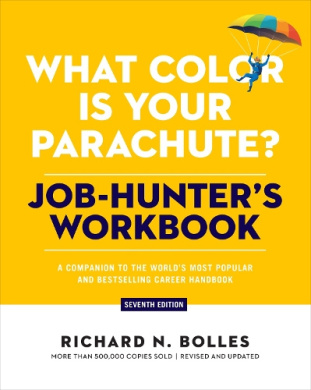 WHAT COLOR
IS YOUR
PARACHUTE?
JOB-HUNTER'S
WORKBOOK
A COMPANION TO THE WORLD'S MOST POPULAR
AND BESTSELLING CAREER HANDBOOK
SEVENTH EDITION
RICHARD N. BOLLES
MORE THAN 500,000 COPIES SOLD | REVISED AND UPDATED